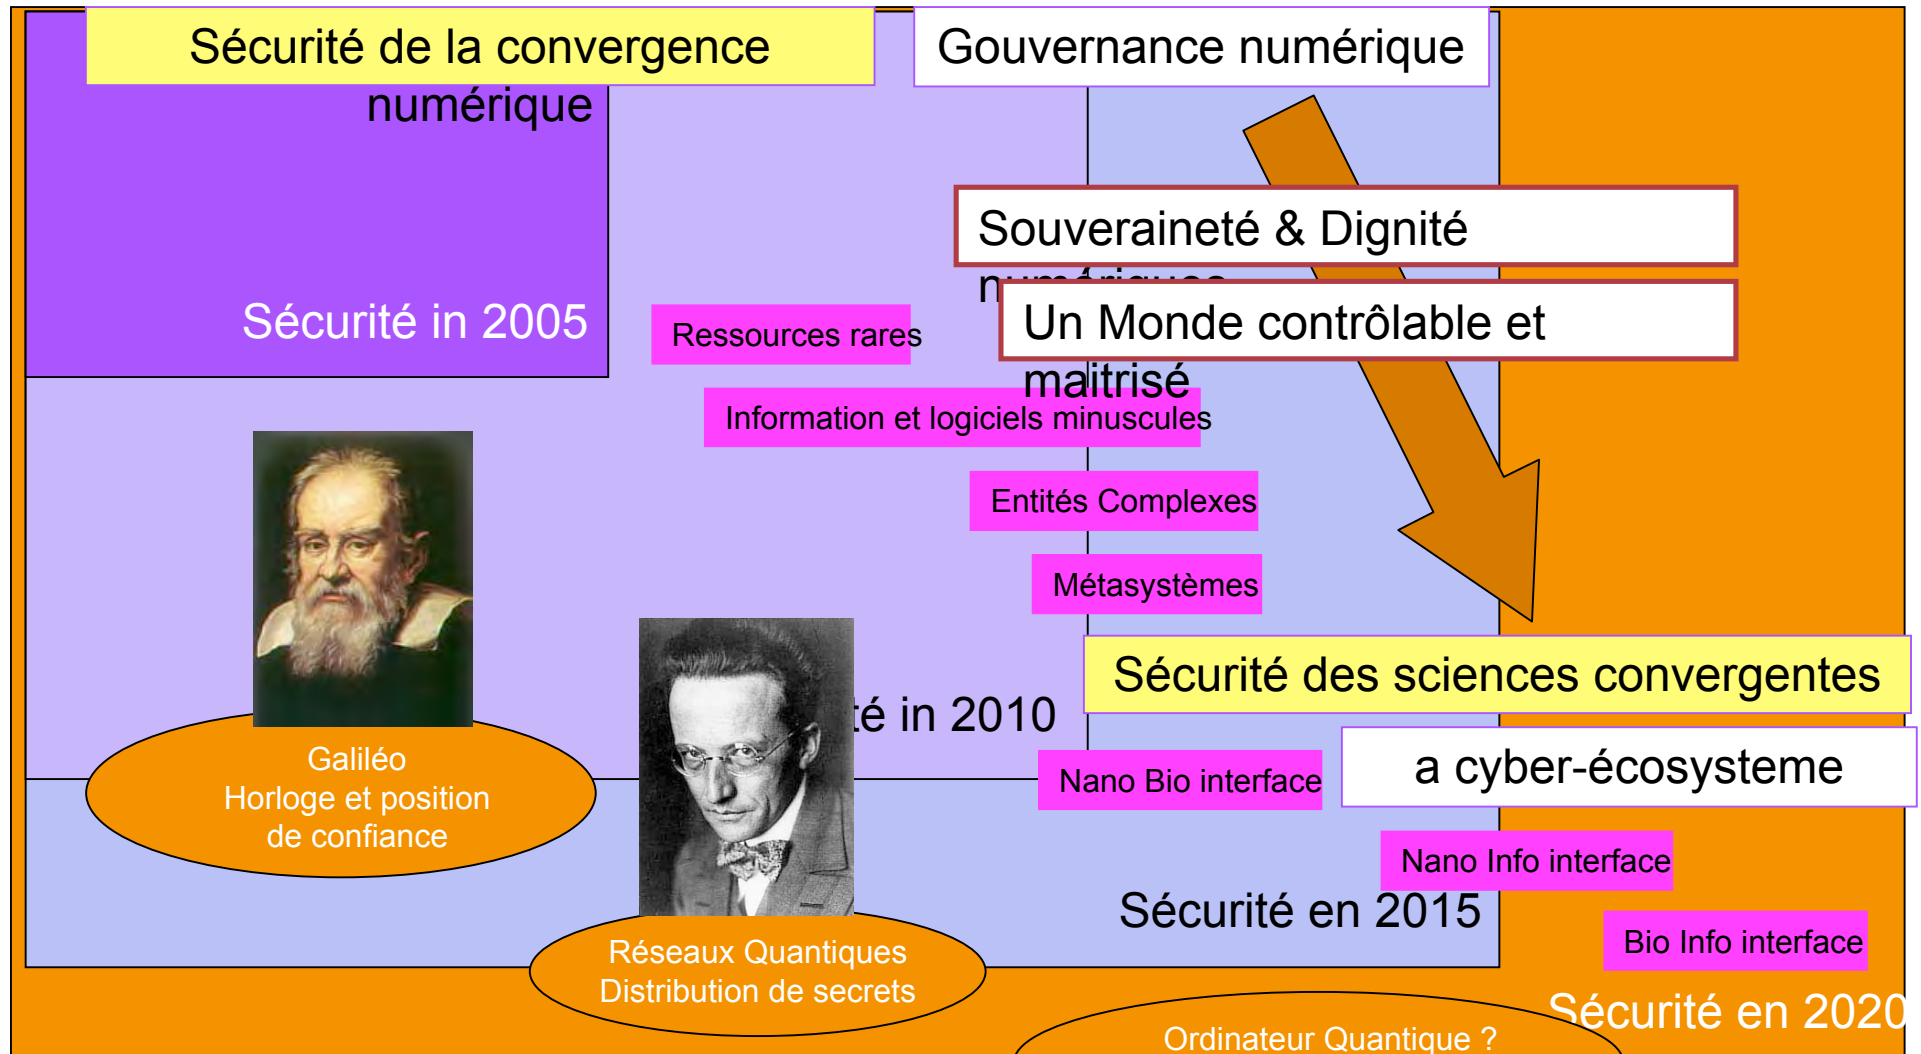 Sécurité de la convergence
numérique
Gouvernance numérique
Souveraineté & Dignité
numériques
Un Monde contrôlable et
maitrisé
Sécurité in 2005
Ressources rares
Information et logiciels minuscules
Entités Complexes
Métasystèmes
Sécurité des sciences convergentes
té in 2010
a cyber-écosysteme
Galiléo
Horloge et position
de confiance
Nano Bio interface
Nano Info interface
Sécurité en 2015
Bio Info interface
Réseaux Quantiques
Distribution de secrets
Sécurité en 2020
Ordinateur Quantique ?